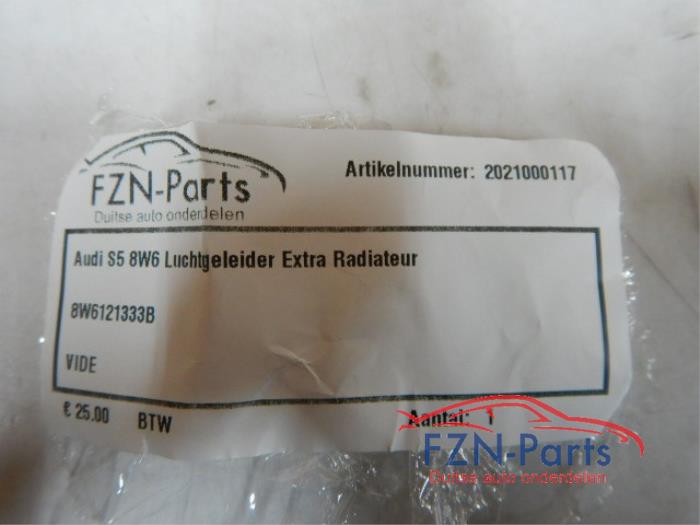 FZN-Parts
Duitse auto onderdelen
Artikelnummer: 2021000117
Audi S5 8W6 Luchtgeleider Extra Radiateur
8W6121333B
VIDE
€ 25.00 BTW
Aantal: 1
FZN-Parts
Duitse auto onderdelen